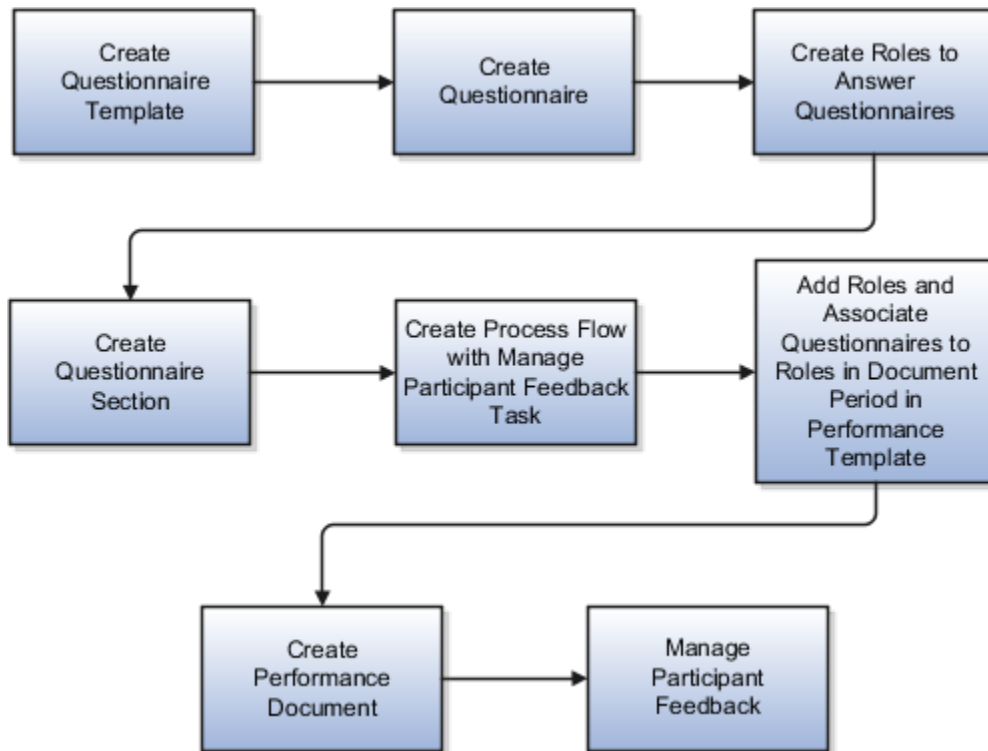 Create
Questionnaire
Template
Create
Questionnaire
Create Roles to
Answer
Questionnaires
Create
Questionnaire
Section
Create Process Flow
with Manage
Participant Feedback
Task
Add Roles and
Associate
Questionnaires to
Roles in Document
Period in
Performance
Template
Create
Performance
Document
Manage
Participant
Feedback